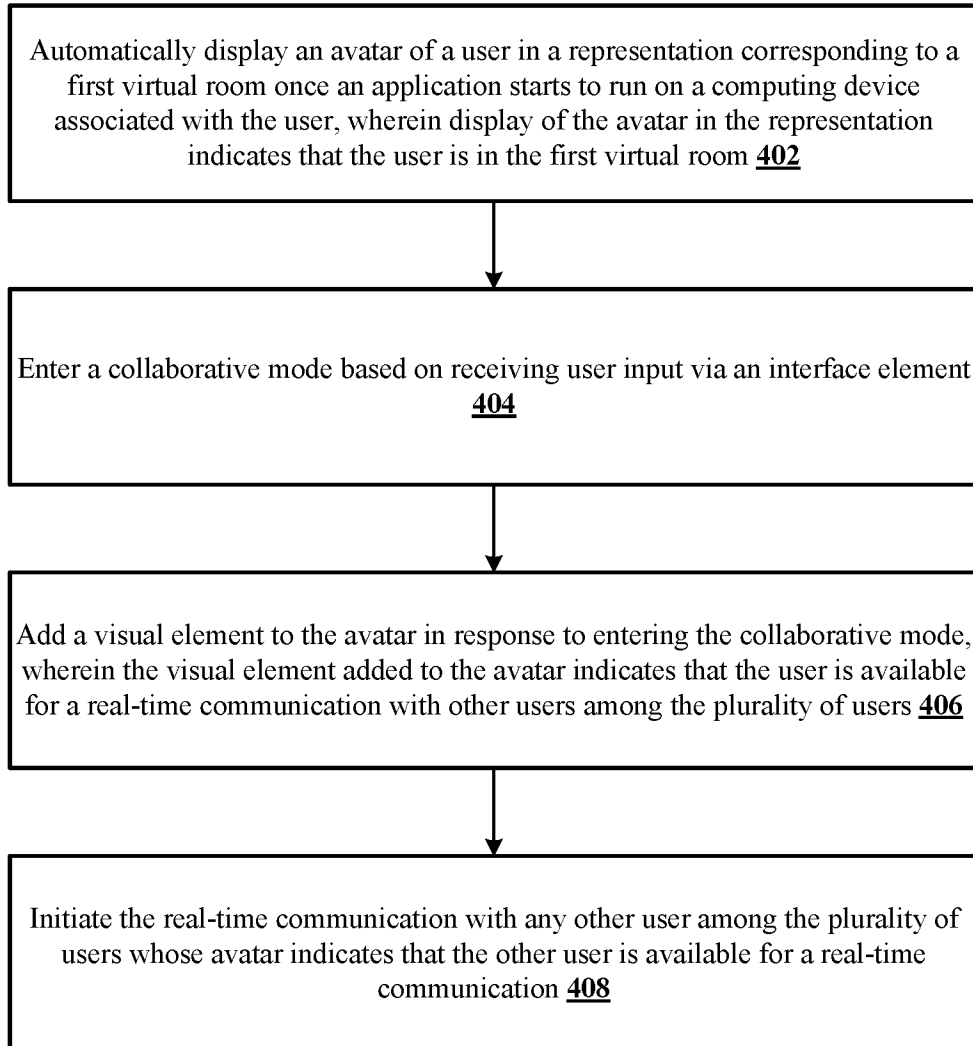 Automatically display an avatar of a user in a representation corresponding to a
first virtual room once an application starts to run on a computing device
associated with the user, wherein display of the avatar in the representation
indicates that the user is in the first virtual room 402
Enter a collaborative mode based on receiving user input via an interface element
404
Add a visual element to the avatar in response to entering the collaborative mode,
wherein the visual element added to the avatar indicates that the user is available
for a real-time communication with other users among the plurality of users 406
Initiate the real-time communication with any other user among the plurality of
users whose avatar indicates that the other user is available for a real-time
communication 408